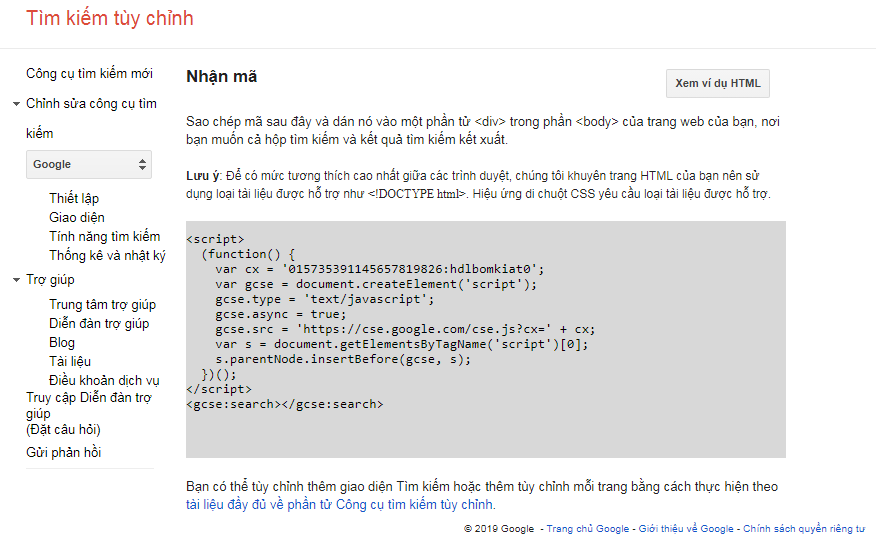 Tìm kiếm tùy chỉnh
Công cụ tìm kiếm mới
Chỉnh sửa công cụ tìm
kiếm
Google
Thiết lập
Giao diện
Tính năng tìm kiếm
Thống kê và nhật ký
Trợ giúp
Trung tâm trợ giúp
Diễn đàn trợ giúp
Blog
Tài liệu
Điều khoản dịch vụ
Truy cập Diễn đàn trợ
giúp
(Đặt câu hỏi)
Gửi phản hồi
Nhận mã
Xem ví dụ HTML
Sao chép mã sau đây và dán nó vào một phần tử <div> trong phần <body> của trang web của bạn, nơi
bạn muốn cả hộp tìm kiếm và kết quả tìm kiếm kết xuất.
Lưu ý: Để có mức tương thích cao nhất giữa các trình duyệt, chúng tôi khuyên trang HTML của bạn nên sử
dụng loại tài liệu được hỗ trợ như <!DOCTYPE html>. Hiệu ứng di chuột CSS yêu cầu loại tài liệu được hỗ trợ.
<script>
  (function() {
    var cx = '015735391145657819826:hdlbomkiat0';
    var gcse = document.createElement('script');
    gcse.type = 'text/javascript';
    gcse.async = true;
    gcse.src = 'https://cse.google.com/cse.js?cx=' + cx;
    var s = document.getElementsByTagName('script')[0];
    s.parentNode.insertBefore(gcse, s);
  })();
</script>
<gcse:search></gcse:search>
Bạn có thể tùy chỉnh thêm giao diện Tìm kiếm hoặc thêm tùy chỉnh mỗi trang bằng cách thực hiện theo
tài liệu đầy đủ về phần tử Công cụ tìm kiếm tùy chỉnh.
© 2019 Google - Trang chủ Google - Giới thiệu về Google - Chính sách quyền riêng tư